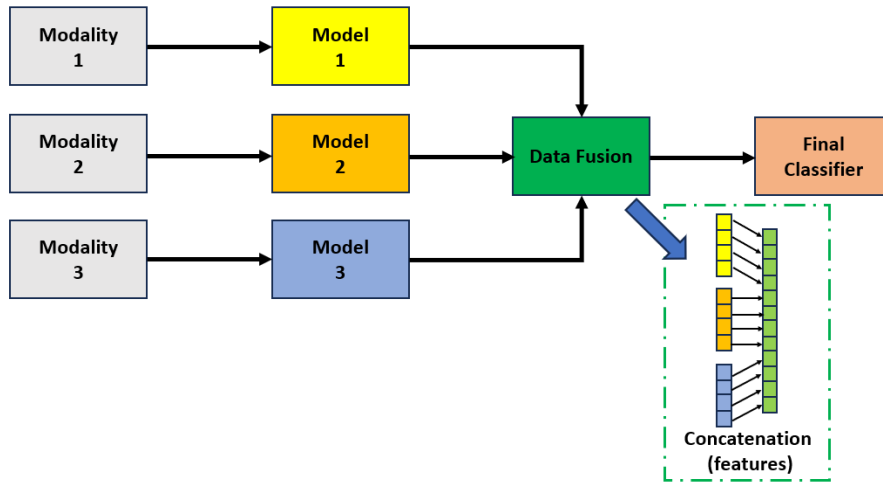 Modality
1
Model
1
Modality
2
Model
2
Data Fusion
Final
Classifier
Modality
3
Model
3
Concatenation
(features)